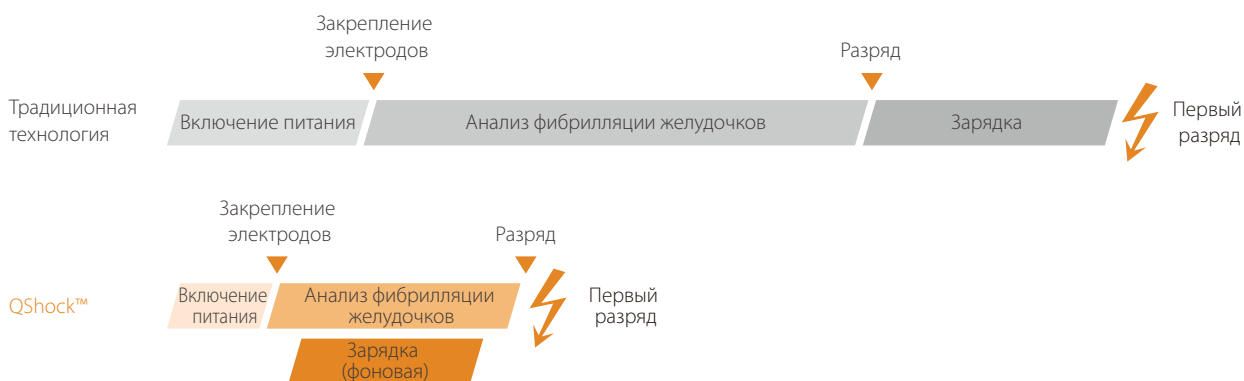 Закрепление
электродов
Разряд
Традиционная
технология
Включение питания
Анализ фибрилляции желудочков
Зарядка
Первый
разряд
Закрепление
электродов
Разряд
QShock™
Включение
питания
Анализ фибрилляции
желудочков
Первый
разряд
Зарядка
(фоновая)